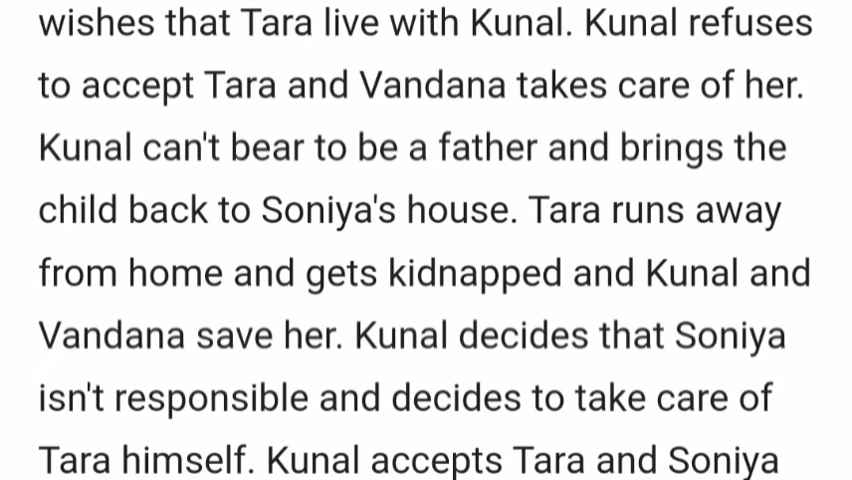 wishes that Tara live with Kunal. Kunal refuses
to accept Tara and Vandana takes care of her.
Kunal can't bear to be a father and brings the
child back to Soniya's house. Tara runs away
from home and gets kidnapped and Kunal and
Vandana save her. Kunal decides that Soniya
isn't responsible and decides to take care of
Tara himself. Kunal accepts Tara and Soniya